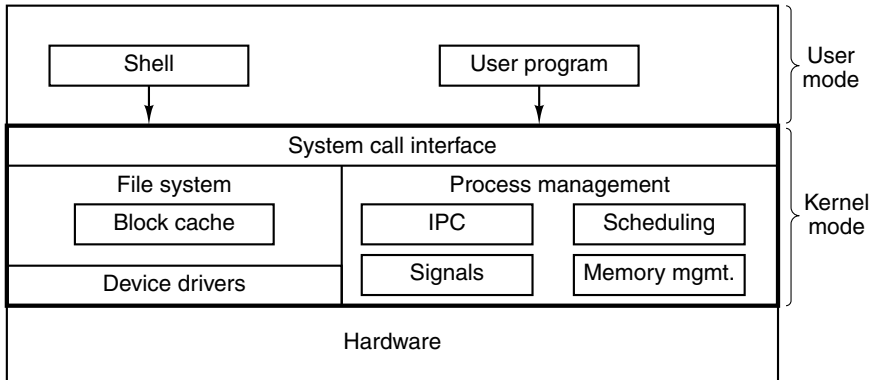 Shell
User program
User
mode
System call interface
File system
Process management
Block cache
IPC
Scheduling
Kernel
mode
Device drivers
Signals
Memory mgmt.
Hardware